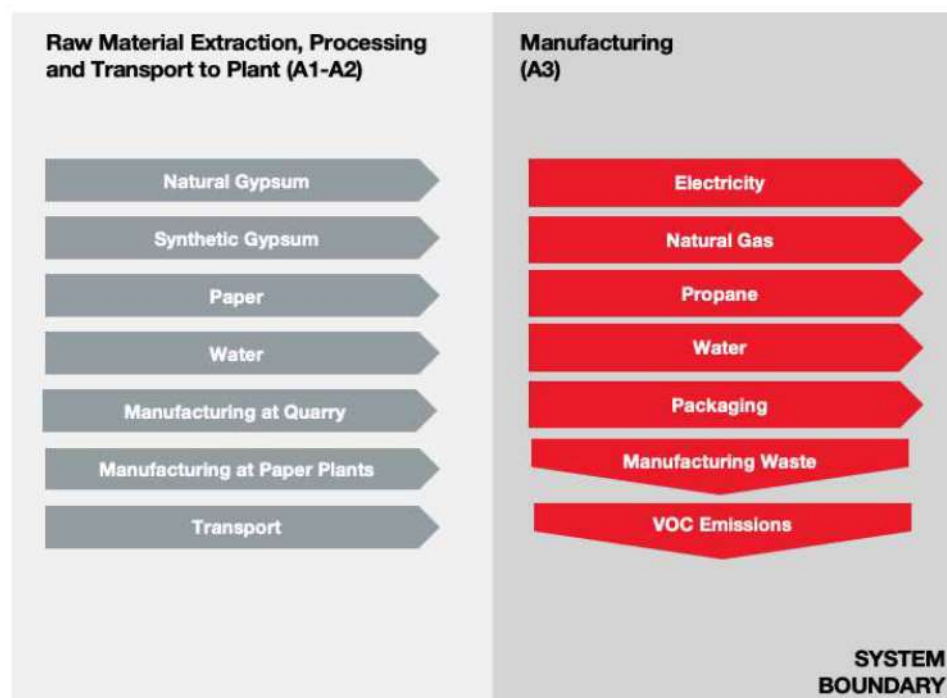 Raw Material Extraction, Processing
and Transport to Plant (A1-A2)
Natural Gypsum
Synthetic Gypsum
Paper
Water
Manufacturing at Quarry
Manufacturing at Paper Plants
Transport
Manufacturing
(A3)
Electricity
Natural Gas
Propane
Water
Packaging
Manufacturing Waste
VOC Emissions
SYSTEM
BOUNDARY